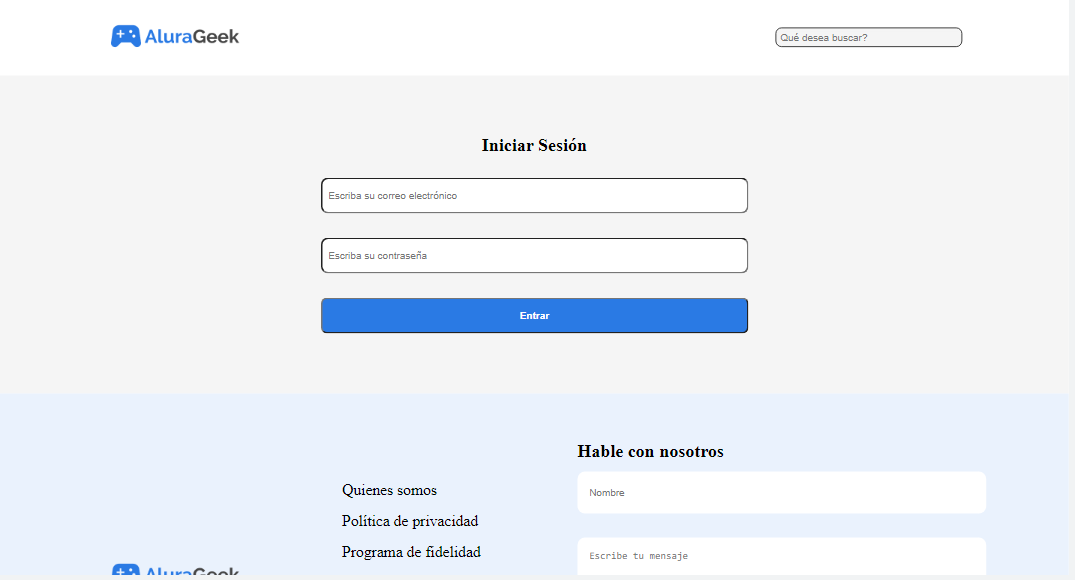 AluraGeek
Qué desea buscar?
Iniciar Sesión
Escriba su correo electrónico
Escriba su contraseña
Entrar
Hable con nosotros
Nombre
Quienes somos
Política de privacidad
Programa de fidelidad
Escribe tu mensaje
AluraGeek